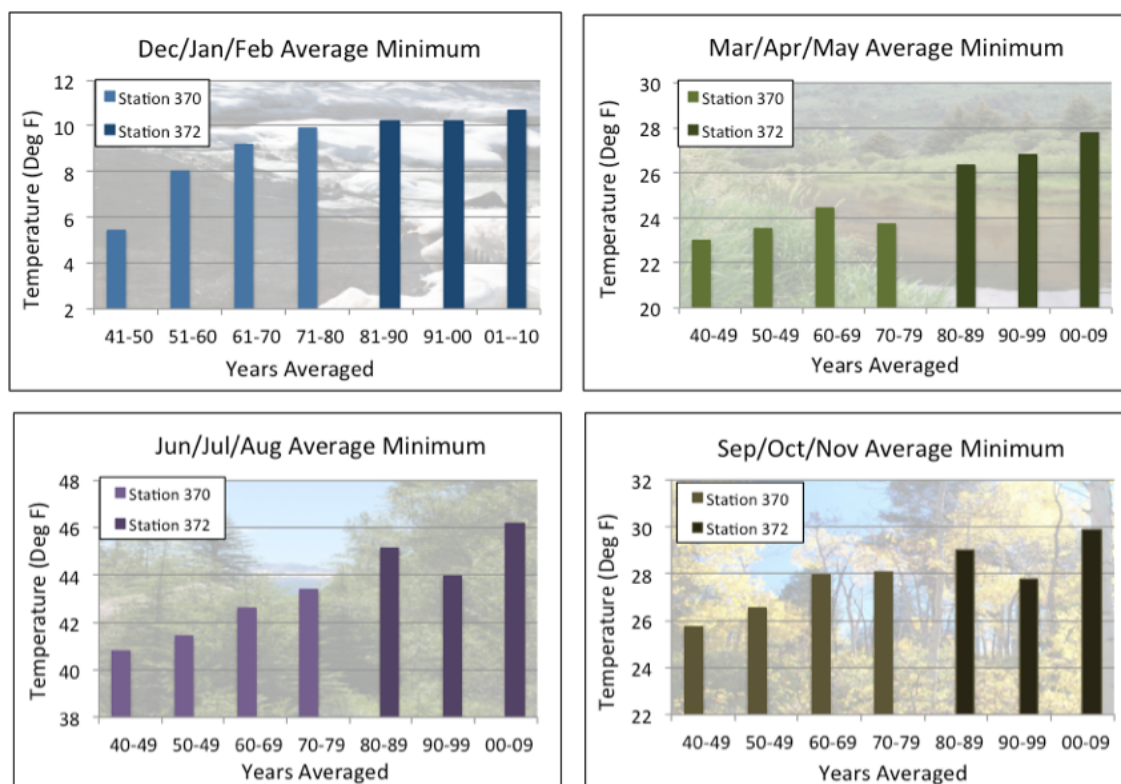 Dec/Jan/Feb Average Minimum
Temperature (Deg F)
12
10
8
6
4
2
Station 370
Station 372
41-50 51-60 61-70 71-80 81-90 91-00 01--10
Years Averaged
Mar/Apr/May Average Minimum
Temperature (Deg F)
30
28
26
24
22
20
Station 370
Station 372
40-49 50-49 60-69 70-79 80-89 90-99 00-09
Years Averaged
Jun/Jul/Aug Average Minimum
Temperature (Deg F)
48
46
44
42
40
38
Station 370
Station 372
40-49 50-49 60-69 70-79 80-89 90-99 00-09
Years Averaged
Sep/Oct/Nov Average Minimum
Temperature (Deg F)
32
30
28
26
24
22
Station 370
Station 372
40-49 50-49 60-69 70-79 80-89 90-99 00-09
Years Averaged